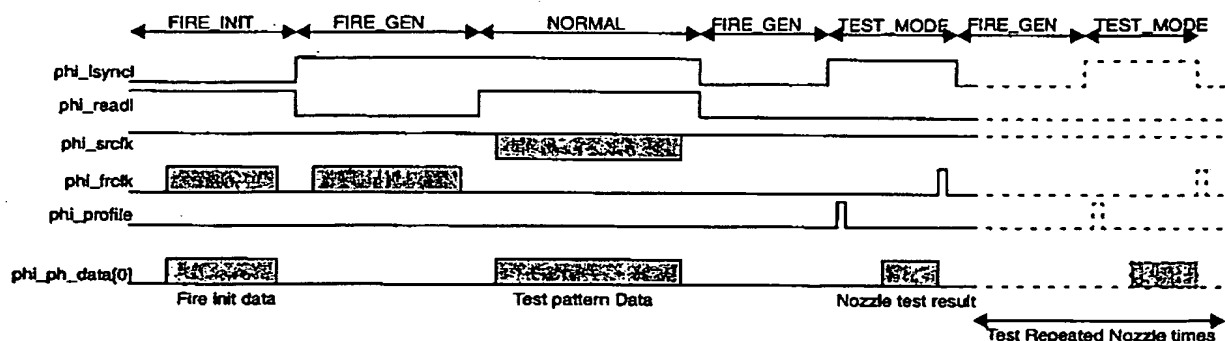 FIRE_INIT FIRE_GEN NORMAL FIRE_GEN TEST_MODE FIRE_GEN TEST_MODE
phi_lsyncl
phi_readl
phi_srclk
phi_frclk
phi_profile
phi_ph_data[0]
Fire Init data Test pattern Data Nozzle test result
Test Repeated Nozzle times